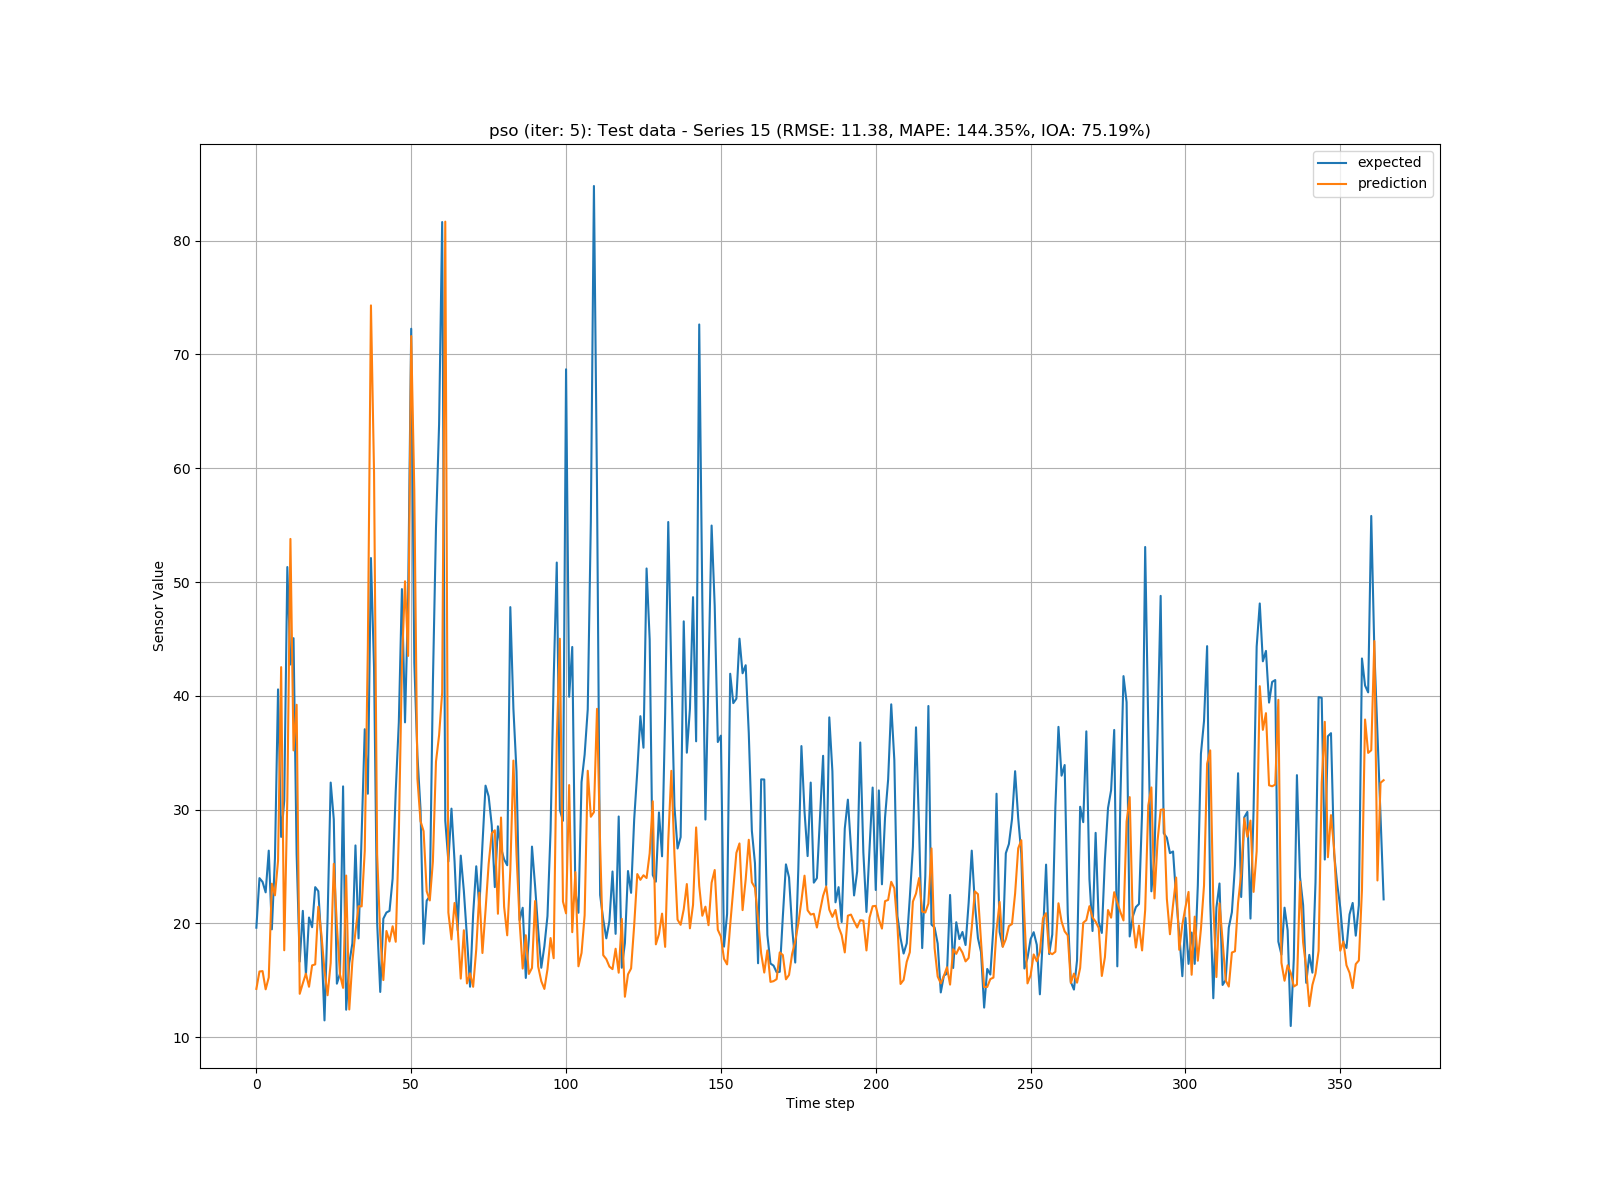 pso (iter: 5): Test data - Series 15 (RMSE: 11.38, MAPE: 144.35%, IOA: 75.19%)
expected
prediction
80
70
60
50
40
30
20
10
Sensor Value
0 50 100 150 200 250 300 350
Time step